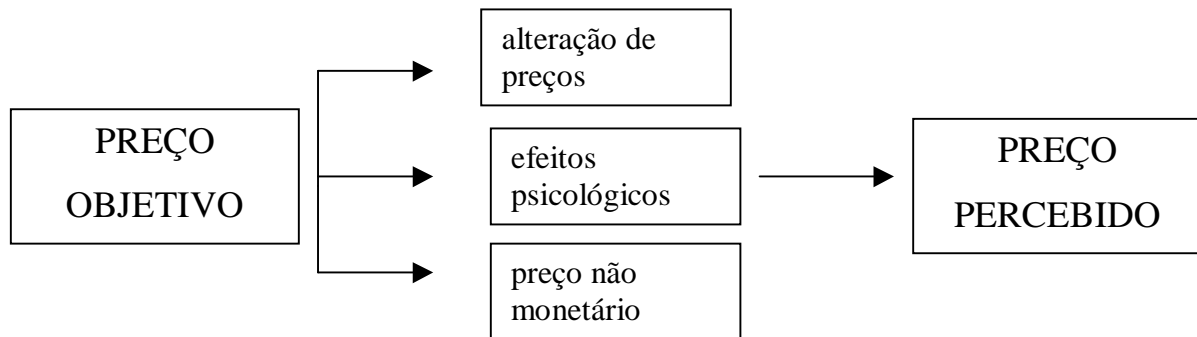 PREÇO
OBJETIVO
alteração de
preços
efeitos
psicológicos
preço não
monetário
PREÇO
PERCEBIDO